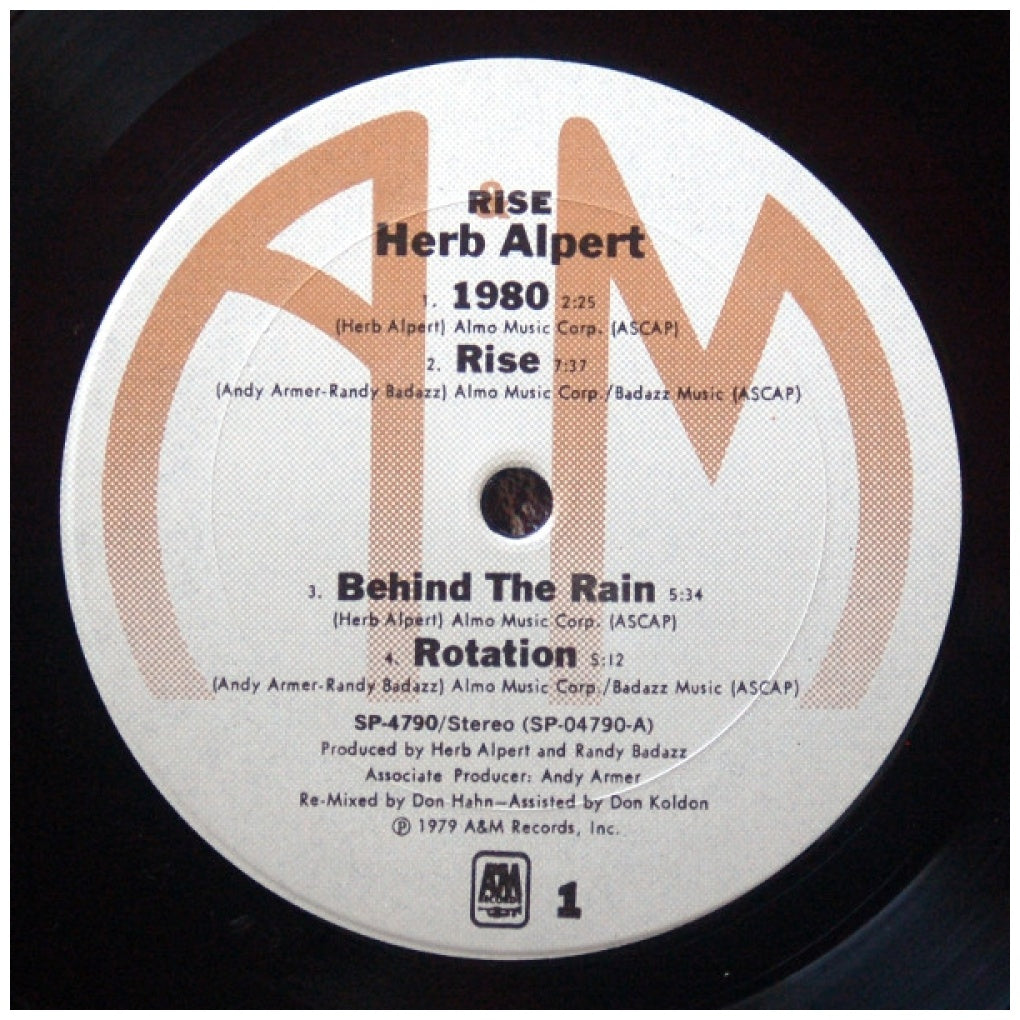 A&M
RISE
Herb Alpert
1. 1980 2:25
(Herb Alpert) Almo Music Corp. (ASCAP)
2. Rise 7:37
(Andy Armer-Randy Badazz) Almo Music Corp./Badazz Music (ASCAP)
3. Behind The Rain 5:34
(Herb Alpert) Almo Music Corp. (ASCAP)
4. Rotation 5:12
(Andy Armer-Randy Badazz) Almo Music Corp./Badazz Music (ASCAP)
SP-4790/Stereo (SP-04790-A)
Produced by Herb Alpert and Randy Badazz
Associate Producer: Andy Armer
Re-Mixed by Don Hahn—Assisted by Don Koldon
℗ 1979 A&M Records, Inc.
A&M RECORDS 1